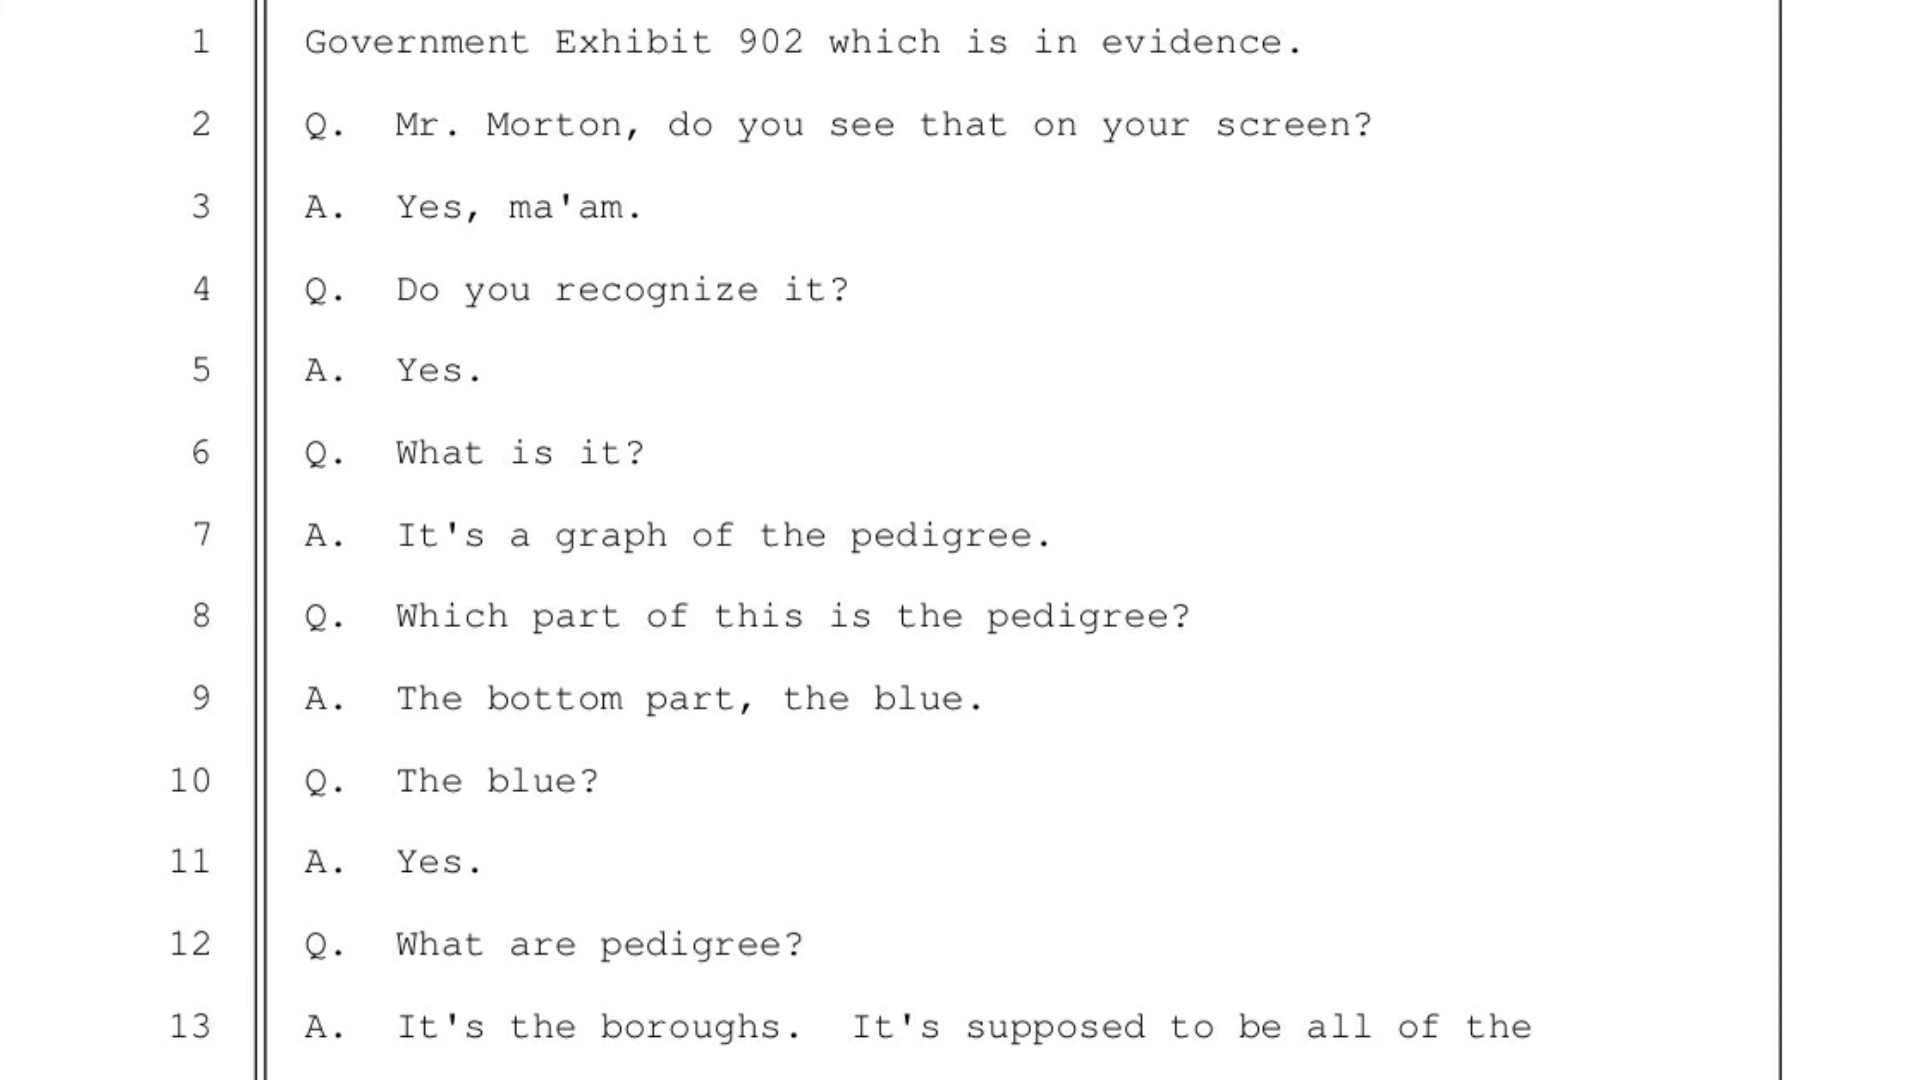 1 Government Exhibit 902 which is in evidence.
2 Q. Mr. Morton, do you see that on your screen?
3 A. Yes, ma'am.
4 Q. Do you recognize it?
5 A. Yes.
6 Q. What is it?
7 A. It's a graph of the pedigree.
8 Q. Which part of this is the pedigree?
9 A. The bottom part, the blue.
10 Q. The blue?
11 A. Yes.
12 Q. What are pedigree?
13 A. It's the boroughs. It's supposed to be all of the